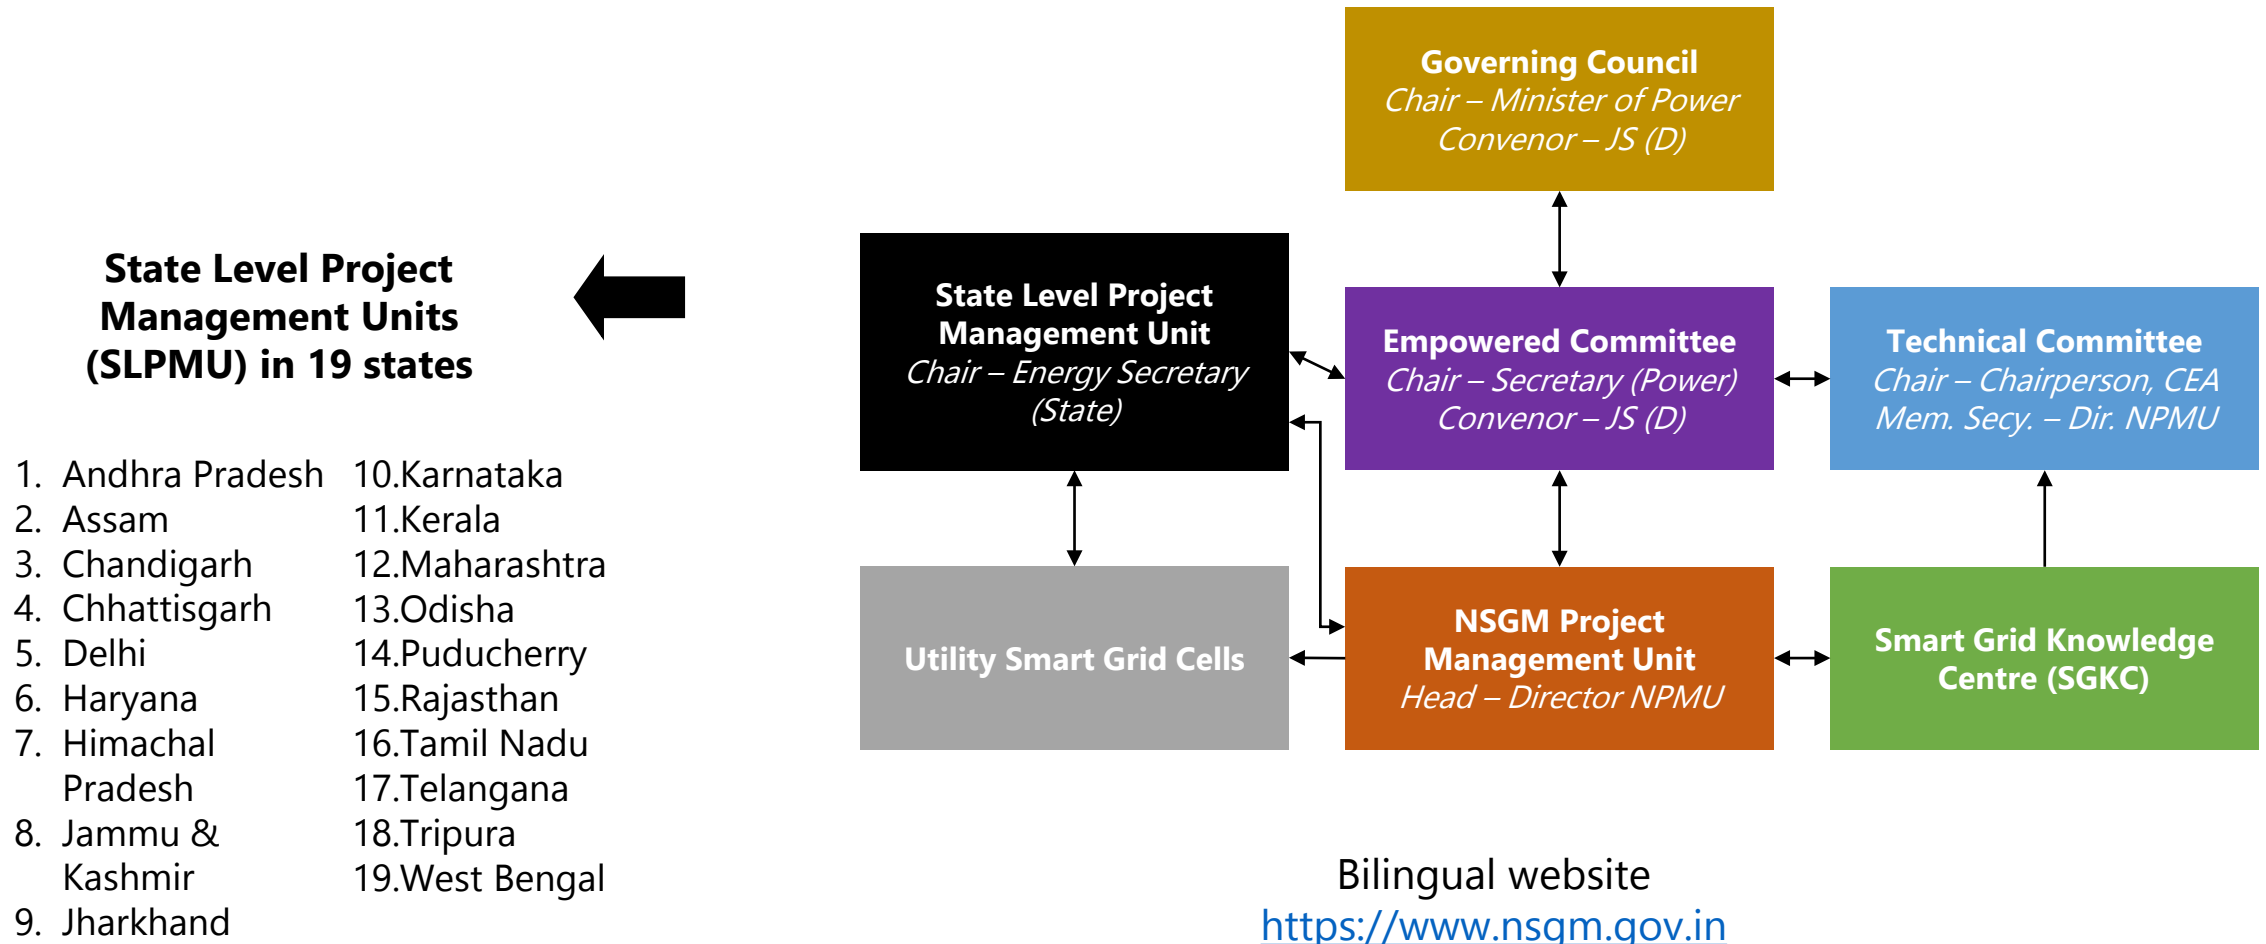 Governing Council
Chair – Minister of Power
Convenor – JS (D)
State Level Project
Management Units
(SLPMU) in 19 states
State Level Project
Management Unit
Chair – Energy Secretary
(State)
Empowered Committee
Chair – Secretary (Power)
Convenor – JS (D)
Technical Committee
Chair – Chairperson, CEA
Mem. Secy. – Dir. NPMU
1. Andhra Pradesh
2. Assam
3. Chandigarh
4. Chhattisgarh
5. Delhi
6. Haryana
7. Himachal
Pradesh
8. Jammu &
Kashmir
9. Jharkhand
10.Karnataka
11.Kerala
12.Maharashtra
13.Odisha
14.Puducherry
15.Rajasthan
16.Tamil Nadu
17.Telangana
18.Tripura
19.West Bengal
Utility Smart Grid Cells
NSGM Project
Management Unit
Head – Director NPMU
Smart Grid Knowledge
Centre (SGKC)
Bilingual website
https://www.nsgm.gov.in